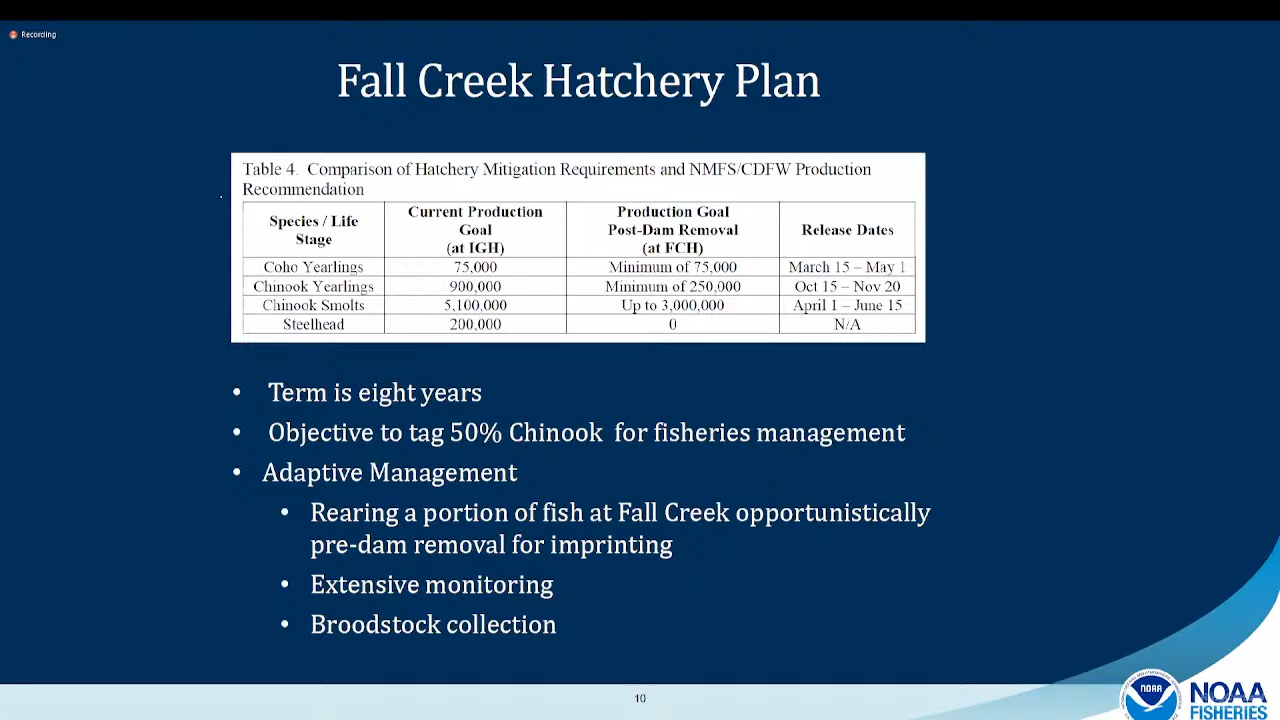 Recording
Fall Creek Hatchery Plan
Table 4. Comparison of Hatchery Mitigation Requirements and NMFS/CDFW Production
Recommendation
Species / Life Stage | Current Production Goal (at IGH) | Production Goal Post-Dam Removal (at FCH) | Release Dates
Coho Yearlings | 75,000 | Minimum of 75,000 | March 15 – May 1
Chinook Yearlings | 900,000 | Minimum of 250,000 | Oct 15 – Nov 20
Chinook Smolts | 5,100,000 | Up to 3,000,000 | April 1 – June 15
Steelhead | 200,000 | 0 | N/A
• Term is eight years
• Objective to tag 50% Chinook for fisheries management
• Adaptive Management
• Rearing a portion of fish at Fall Creek opportunistically
pre-dam removal for imprinting
• Extensive monitoring
• Broodstock collection
10
NOAA
NOAA
FISHERIES